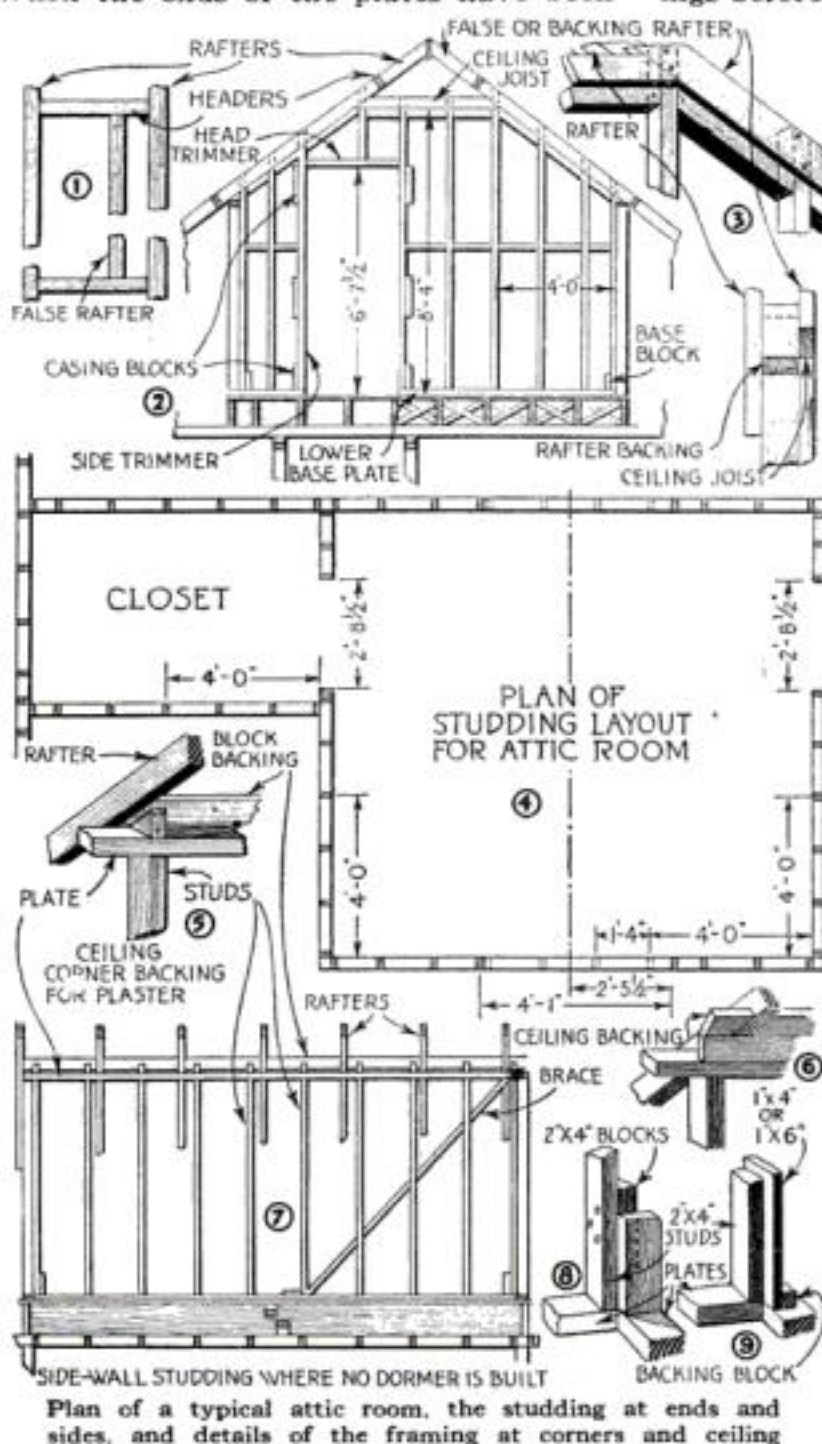 RAFTERS
HEADERS
HEAD
TRIMMER
①
FALSE RAFTER
FALSE OR BACKING RAFTER
CEILING
JOIST
RAFTER
③
6'-7½"
8'-4"
4'-0"
CASING BLOCKS
②
BASE
BLOCK
SIDE TRIMMER
LOWER
BASE PLATE
RAFTER BACKING
CEILING JOIST
CLOSET
4'-0"
2'-8½"
2'-8½"
PLAN OF
STUDDING LAYOUT
FOR ATTIC ROOM
④
4'-0"
4'-0"
1'-4"
4'-0"
4'-1"
2'-5½"
RAFTER
BLOCK
BACKING
PLATE
STUDS
⑤
CEILING
CORNER BACKING
FOR PLASTER
RAFTERS
BRACE
⑦
CEILING BACKING
⑥
1"x4"
OR
1"X6"
2"X4" BLOCKS
2"X4"
STUDS
PLATES
⑧
⑨
BACKING BLOCK
SIDE-WALL STUDDING WHERE NO DORMER IS BUILT
Plan of a typical attic room, the studding at ends and
sides, and details of the framing at corners and ceiling